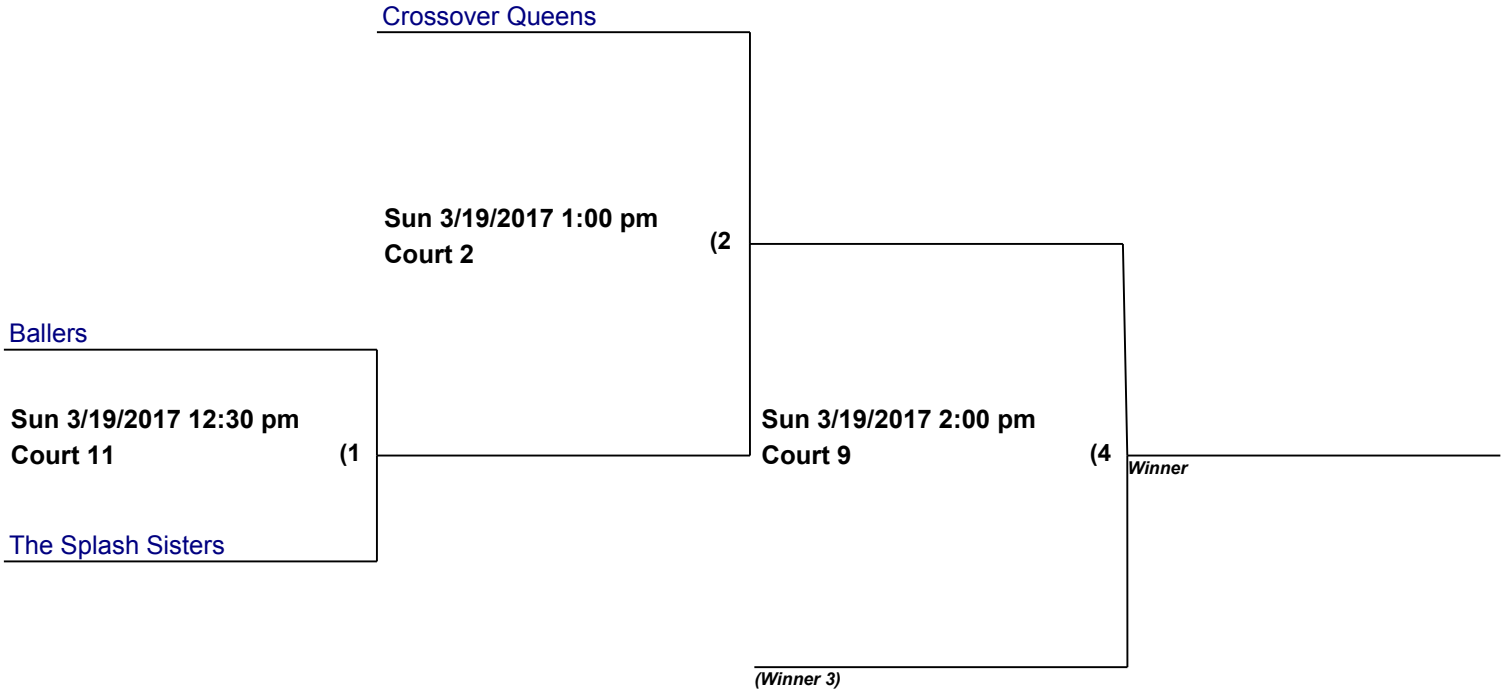 Crossover Queens
Sun 3/19/2017 1:00 pm
Court 2 (2
Ballers
Sun 3/19/2017 12:30 pm
Court 11 (1
The Splash Sisters
Sun 3/19/2017 2:00 pm
Court 9 (4
Winner
(Winner 3)